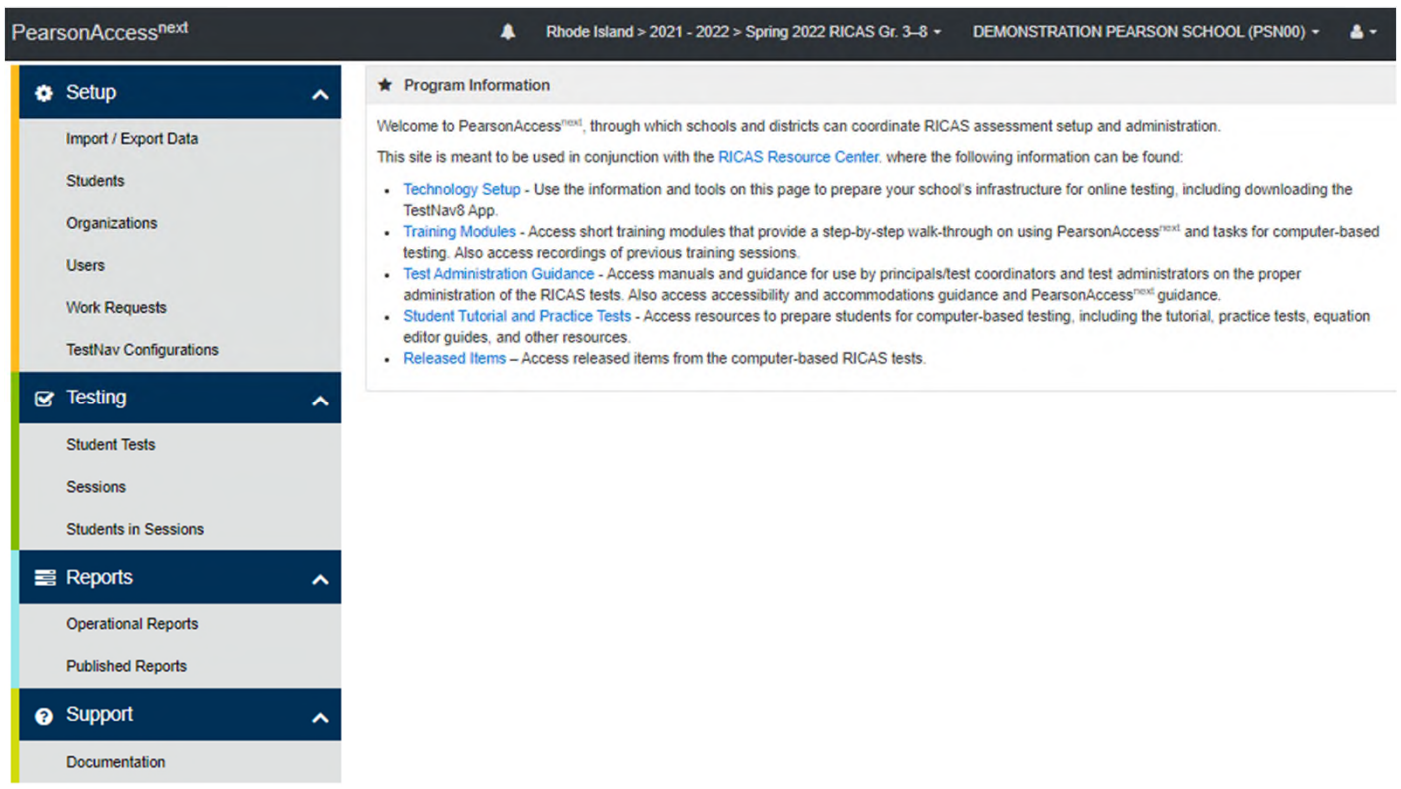 PearsonAccessnext
Rhode Island > 2021 - 2022 > Spring 2022 RICAS Gr. 3–8
DEMONSTRATION PEARSON SCHOOL (PSN00)
Setup
Import / Export Data
Students
Organizations
Users
Work Requests
TestNav Configurations
Testing
Student Tests
Sessions
Students in Sessions
Reports
Operational Reports
Published Reports
Support
Documentation
Program Information
Welcome to PearsonAccessnext, through which schools and districts can coordinate RICAS assessment setup and administration.
This site is meant to be used in conjunction with the RICAS Resource Center. where the following information can be found:
• Technology Setup - Use the information and tools on this page to prepare your school's infrastructure for online testing, including downloading the
TestNav8 App.
• Training Modules - Access short training modules that provide a step-by-step walk-through on using PearsonAccessnext and tasks for computer-based
testing. Also access recordings of previous training sessions.
• Test Administration Guidance - Access manuals and guidance for use by principals/test coordinators and test administrators on the proper
administration of the RICAS tests. Also access accessibility and accommodations guidance and PearsonAccessnext guidance.
• Student Tutorial and Practice Tests - Access resources to prepare students for computer-based testing, including the tutorial, practice tests, equation
editor guides, and other resources.
• Released Items – Access released items from the computer-based RICAS tests.